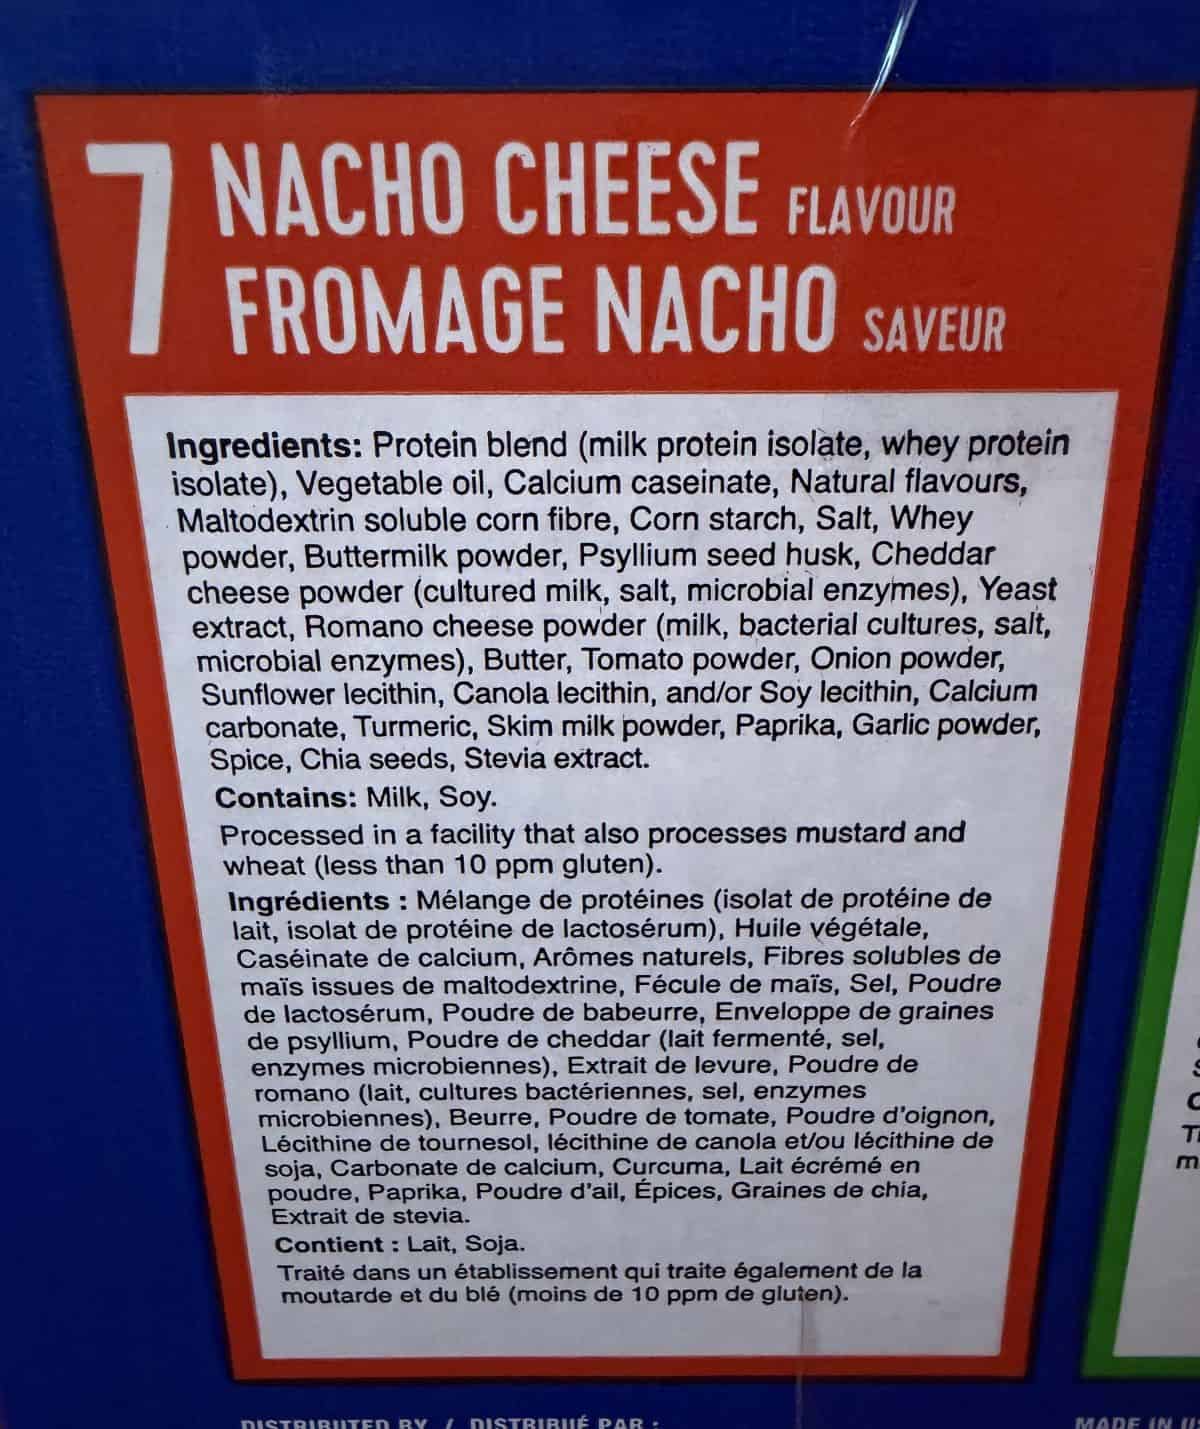 7 NACHO CHEESE FLAVOUR
FROMAGE NACHO SAVEUR
Ingredients: Protein blend (milk protein isolate, whey protein
isolate), Vegetable oil, Calcium caseinate, Natural flavours,
Maltodextrin soluble corn fibre, Corn starch, Salt, Whey
powder, Buttermilk powder, Psyllium seed husk, Cheddar
cheese powder (cultured milk, salt, microbial enzymes), Yeast
extract, Romano cheese powder (milk, bacterial cultures, salt,
microbial enzymes), Butter, Tomato powder, Onion powder,
Sunflower lecithin, Canola lecithin, and/or Soy lecithin, Calcium
carbonate, Turmeric, Skim milk powder, Paprika, Garlic powder,
Spice, Chia seeds, Stevia extract.
Contains: Milk, Soy.
Processed in a facility that also processes mustard and
wheat (less than 10 ppm gluten).
Ingrédients : Mélange de protéines (isolat de protéine de
lait, isolat de protéine de lactosérum), Huile végétale,
Caséinate de calcium, Arômes naturels, Fibres solubles de
maïs issues de maltodextrine, Fécule de maïs, Sel, Poudre
de lactosérum, Poudre de babeurre, Enveloppe de graines
de psyllium, Poudre de cheddar (lait fermenté, sel,
enzymes microbiennes), Extrait de levure, Poudre de
romano (lait, cultures bactériennes, sel, enzymes
microbiennes), Beurre, Poudre de tomate, Poudre d'oignon,
Lécithine de tournesol, lécithine de canola et/ou lécithine de
soja, Carbonate de calcium, Curcuma, Lait écrémé en
poudre, Paprika, Poudre d'ail, Épices, Graines de chia,
Extrait de stevia.
Contient : Lait, Soja.
Traité dans un établissement qui traite également de la
moutarde et du blé (moins de 10 ppm de gluten).
DISTRIBUTED BY / DISTRIBUÉ PAR :
MADE IN